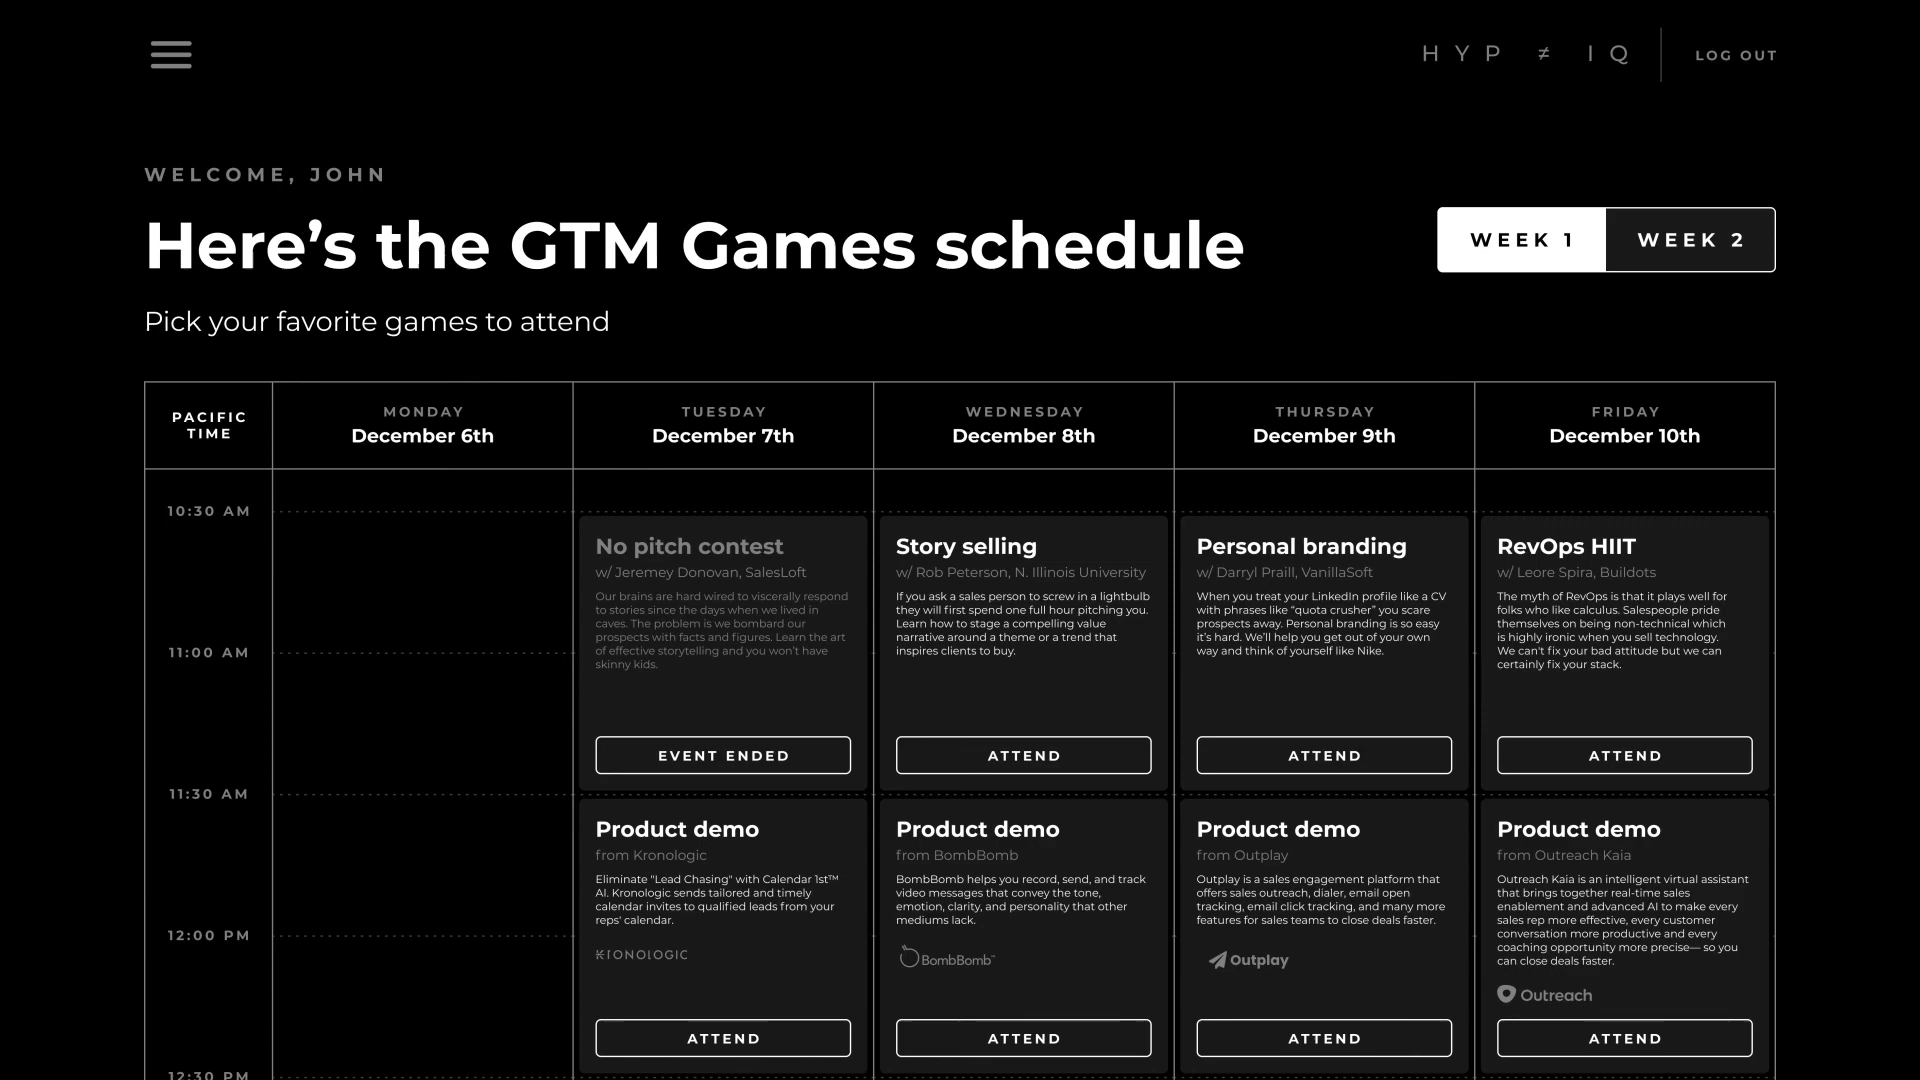 HYP ≠ IQ
LOG OUT
WELCOME, JOHN
Here’s the GTM Games schedule
WEEK 1
WEEK 2
Pick your favorite games to attend
PACIFIC
TIME
MONDAY
December 6th
TUESDAY
December 7th
WEDNESDAY
December 8th
THURSDAY
December 9th
FRIDAY
December 10th
10:30 AM
No pitch contest
w/ Jeremey Donovan, SalesLoft
Our brains are hard wired to viscerally respond
to stories since the days when we lived in
caves. The problem is we bombard our
prospects with facts and figures. Learn the art
of effective storytelling and you won’t have
skinny kids.
EVENT ENDED
Story selling
w/ Rob Peterson, N. Illinois University
If you ask a sales person to screw in a lightbulb
they will first spend one full hour pitching you.
Learn how to stage a compelling value
narrative around a theme or a trend that
inspires clients to buy.
ATTEND
Personal branding
w/ Darryl Praill, VanillaSoft
When you treat your LinkedIn profile like a CV
with phrases like “quota crusher” you scare
prospects away. Personal branding is so easy
it’s hard. We’ll help you get out of your own
way and think of yourself like Nike.
ATTEND
RevOps HIIT
w/ Leore Spira, Buildots
The myth of RevOps is that it plays well for
folks who like calculus. Salespeople pride
themselves on being non-technical which
is highly ironic when you sell technology.
We can't fix your bad attitude but we can
certainly fix your stack.
ATTEND
11:00 AM
11:30 AM
Product demo
from Kronologic
Eliminate "Lead Chasing" with Calendar 1st™
AI. Kronologic sends tailored and timely
calendar invites to qualified leads from your
reps' calendar.
KRONOLOGIC
ATTEND
Product demo
from BombBomb
BombBomb helps you record, send, and track
video messages that convey the tone,
emotion, clarity, and personality that other
mediums lack.
BombBomb™
ATTEND
Product demo
from Outplay
Outplay is a sales engagement platform that
offers sales outreach, dialer, email open
tracking, email click tracking, and many more
features for sales teams to close deals faster.
Outplay
ATTEND
Product demo
from Outreach Kaia
Outreach Kaia is an intelligent virtual assistant
that brings together real-time sales
enablement and advanced AI to make every
sales rep more effective, every customer
conversation more productive and every
coaching opportunity more precise— so you
can close deals faster.
Outreach
ATTEND
12:00 PM
12:30 PM